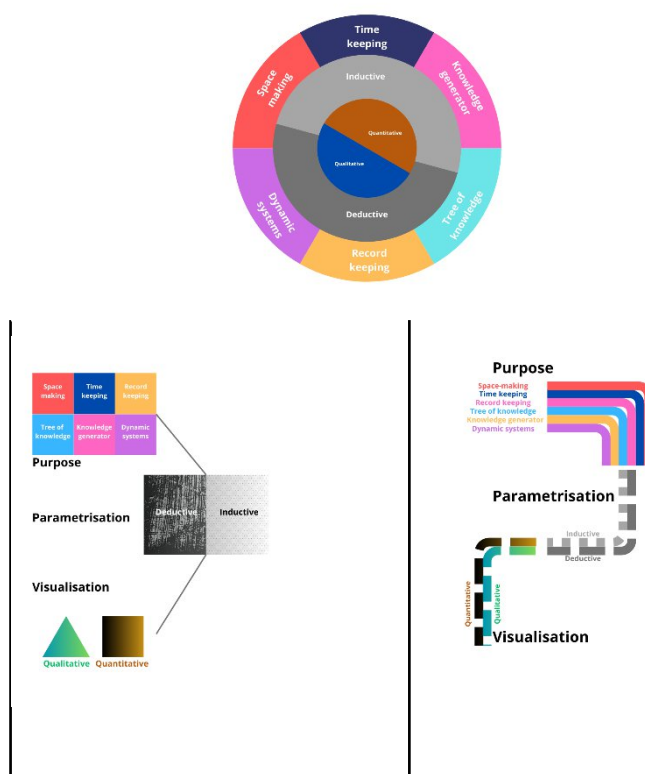 Time
keeping
Space
making
Knowledge
generator
Inductive
Quantitative
Qualitative
Dynamic
systems
Deductive
Tree of
knowledge
Record
keeping
Space
making
Time
keeping
Record
keeping
Tree of
knowledge
Knowledge
generator
Dynamic
systems
Purpose
Parametrisation
Deductive
Inductive
Visualisation
Qualitative
Quantitative
Purpose
Space-making
Time keeping
Record keeping
Tree of knowledge
Knowledge generator
Dynamic systems
Parametrisation
Inductive
Deductive
Quantitative
Qualitative
Visualisation